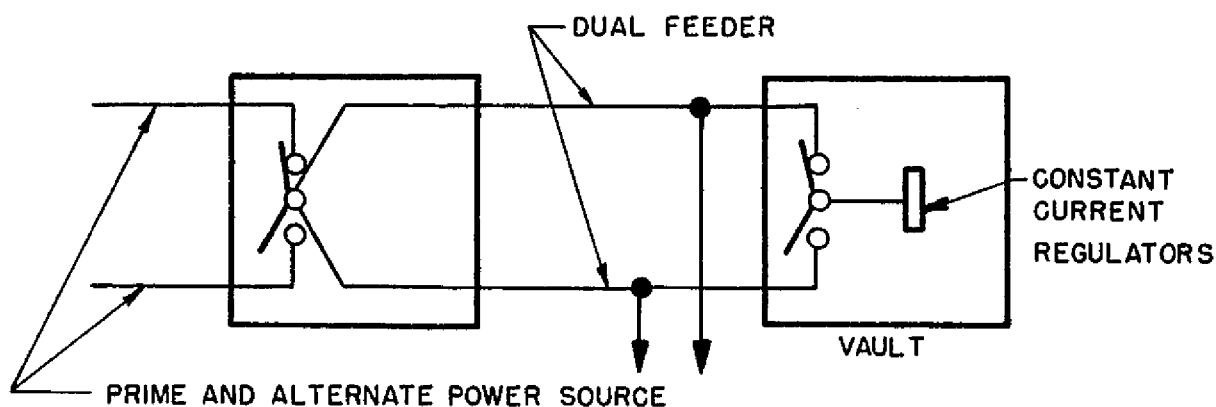 DUAL FEEDER
CONSTANT
CURRENT
REGULATORS
VAULT
PRIME AND ALTERNATE POWER SOURCE